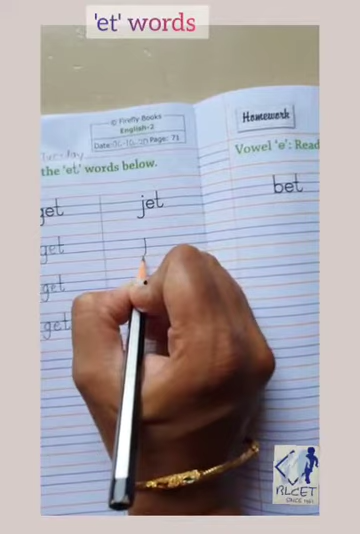 'et' words
© Firefly Books
English-2
Date: Page: 71
Tuesday
the 'et' words below.
get jet
get
get
get
Homework
Vowel 'e': Read
bet
RLCET